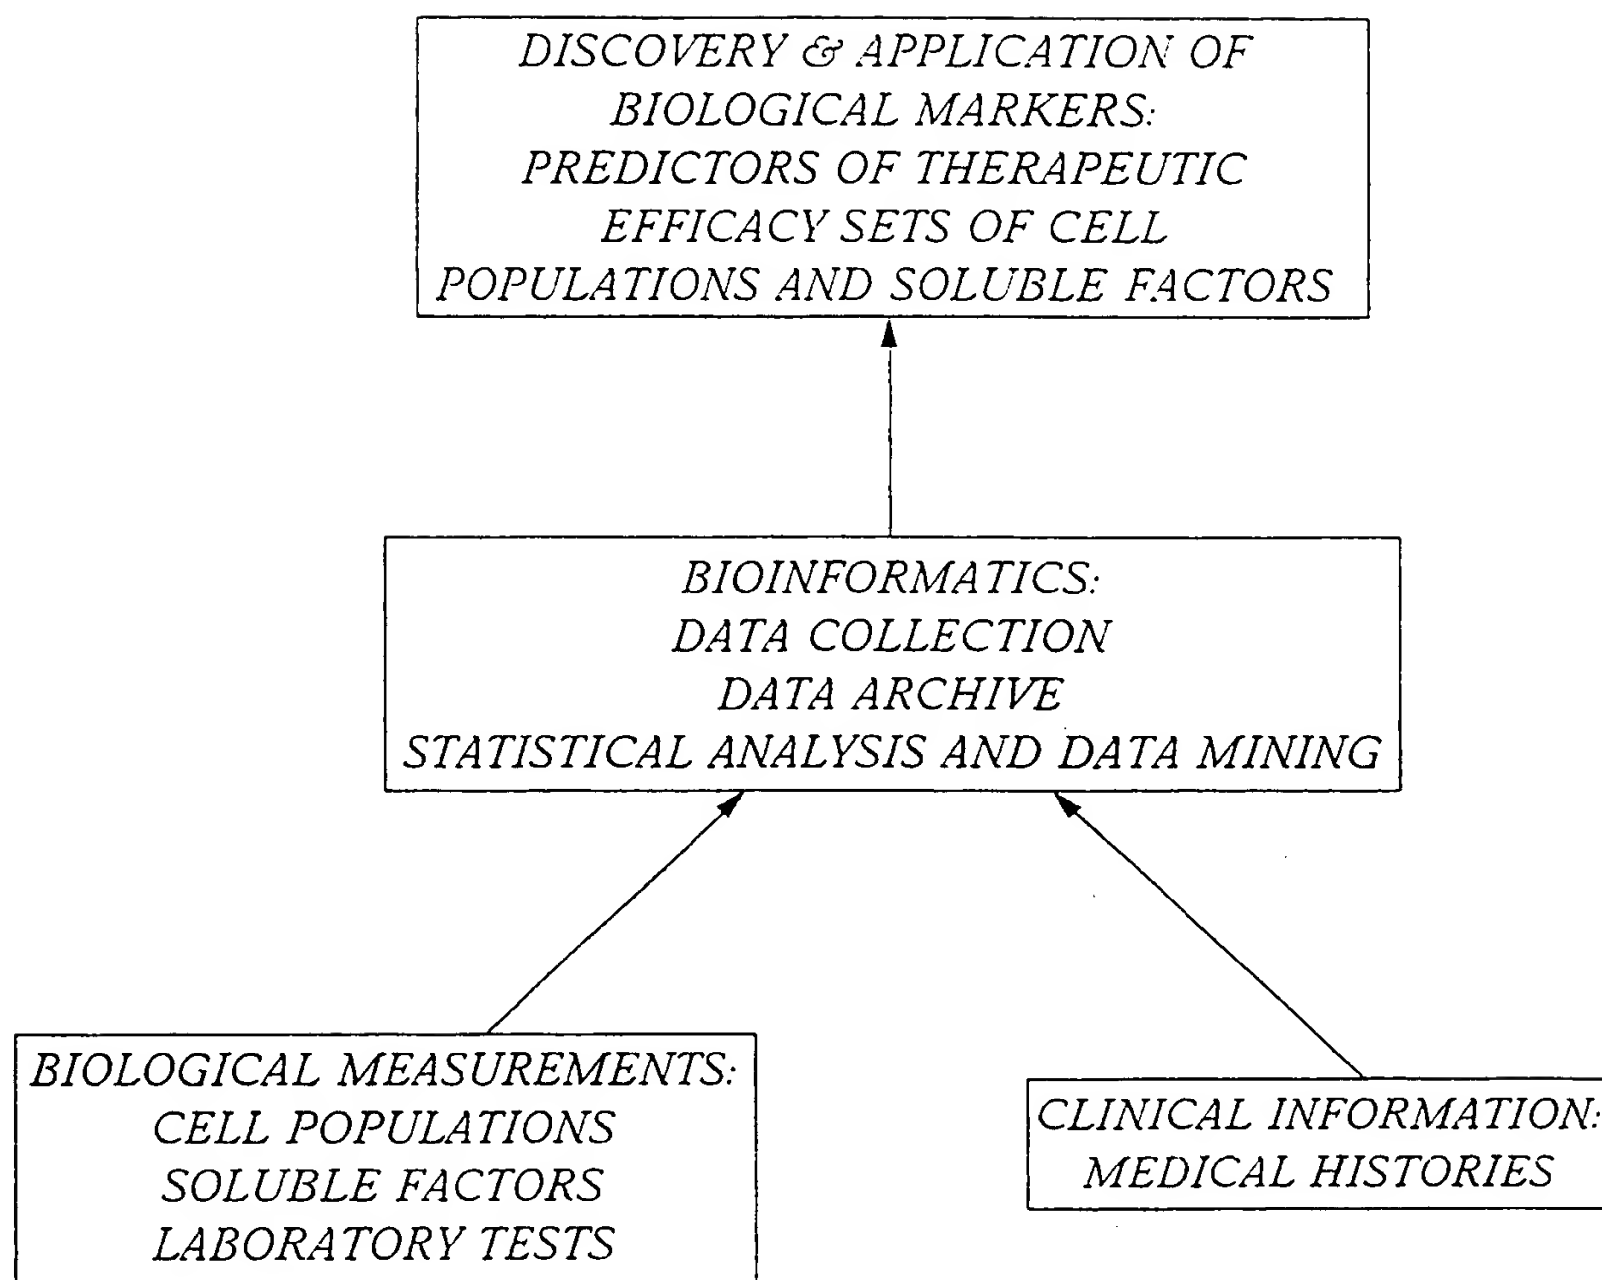 DISCOVERY & APPLICATION OF
BIOLOGICAL MARKERS:
PREDICTORS OF THERAPEUTIC
EFFICACY SETS OF CELL
POPULATIONS AND SOLUBLE FACTORS
BIOINFORMATICS:
DATA COLLECTION
DATA ARCHIVE
STATISTICAL ANALYSIS AND DATA MINING
BIOLOGICAL MEASUREMENTS:
CELL POPULATIONS
SOLUBLE FACTORS
LABORATORY TESTS
CLINICAL INFORMATION:
MEDICAL HISTORIES